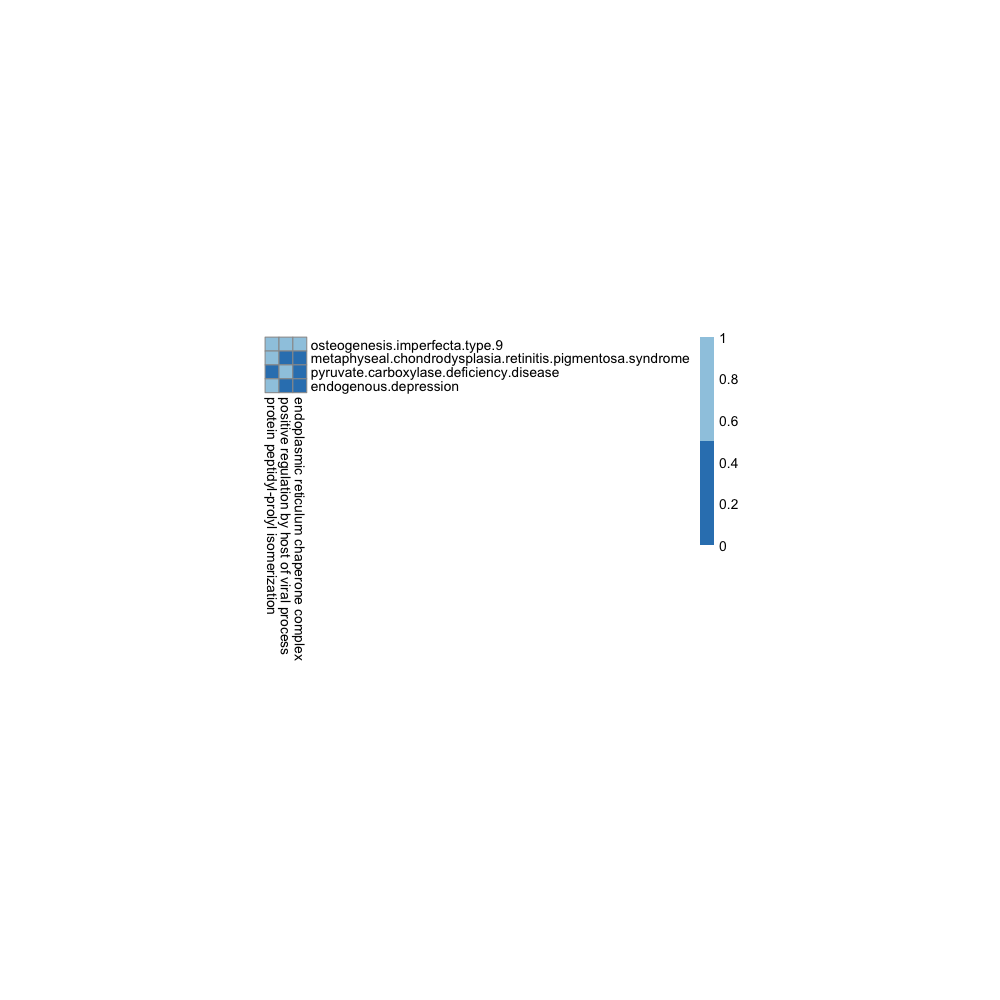 osteogenesis.imperfecta.type.9
metaphyseal.chondrodysplasia.retinitis.pigmentosa.syndrome
pyruvate.carboxylase.deficiency.disease
endogenous.depression
protein peptidyl-prolyl isomerization
positive regulation by host of viral process
endoplasmic reticulum chaperone complex
1
0.8
0.6
0.4
0.2
0